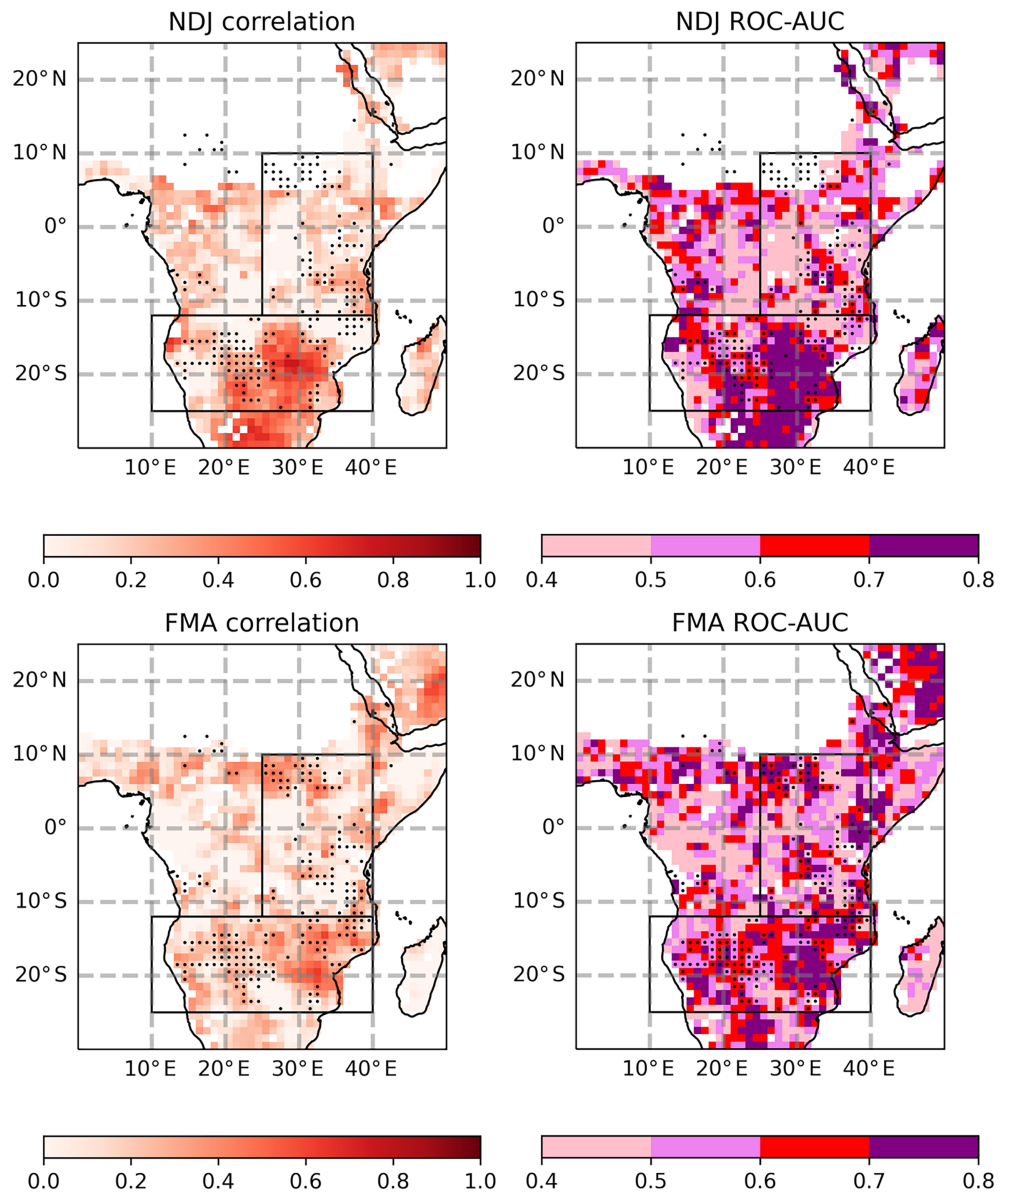 NDJ correlation
NDJ ROC-AUC
20°N
10°N
0°
10°S
20°S
10°E 20°E 30°E 40°E
20°N
10°N
0°
10°S
20°S
10°E 20°E 30°E 40°E
0.0 0.2 0.4 0.6 0.8 1.0
0.4 0.5 0.6 0.7 0.8
FMA correlation
FMA ROC-AUC
20°N
10°N
0°
10°S
20°S
10°E 20°E 30°E 40°E
20°N
10°N
0°
10°S
20°S
10°E 20°E 30°E 40°E
0.0 0.2 0.4 0.6 0.8 1.0
0.4 0.5 0.6 0.7 0.8